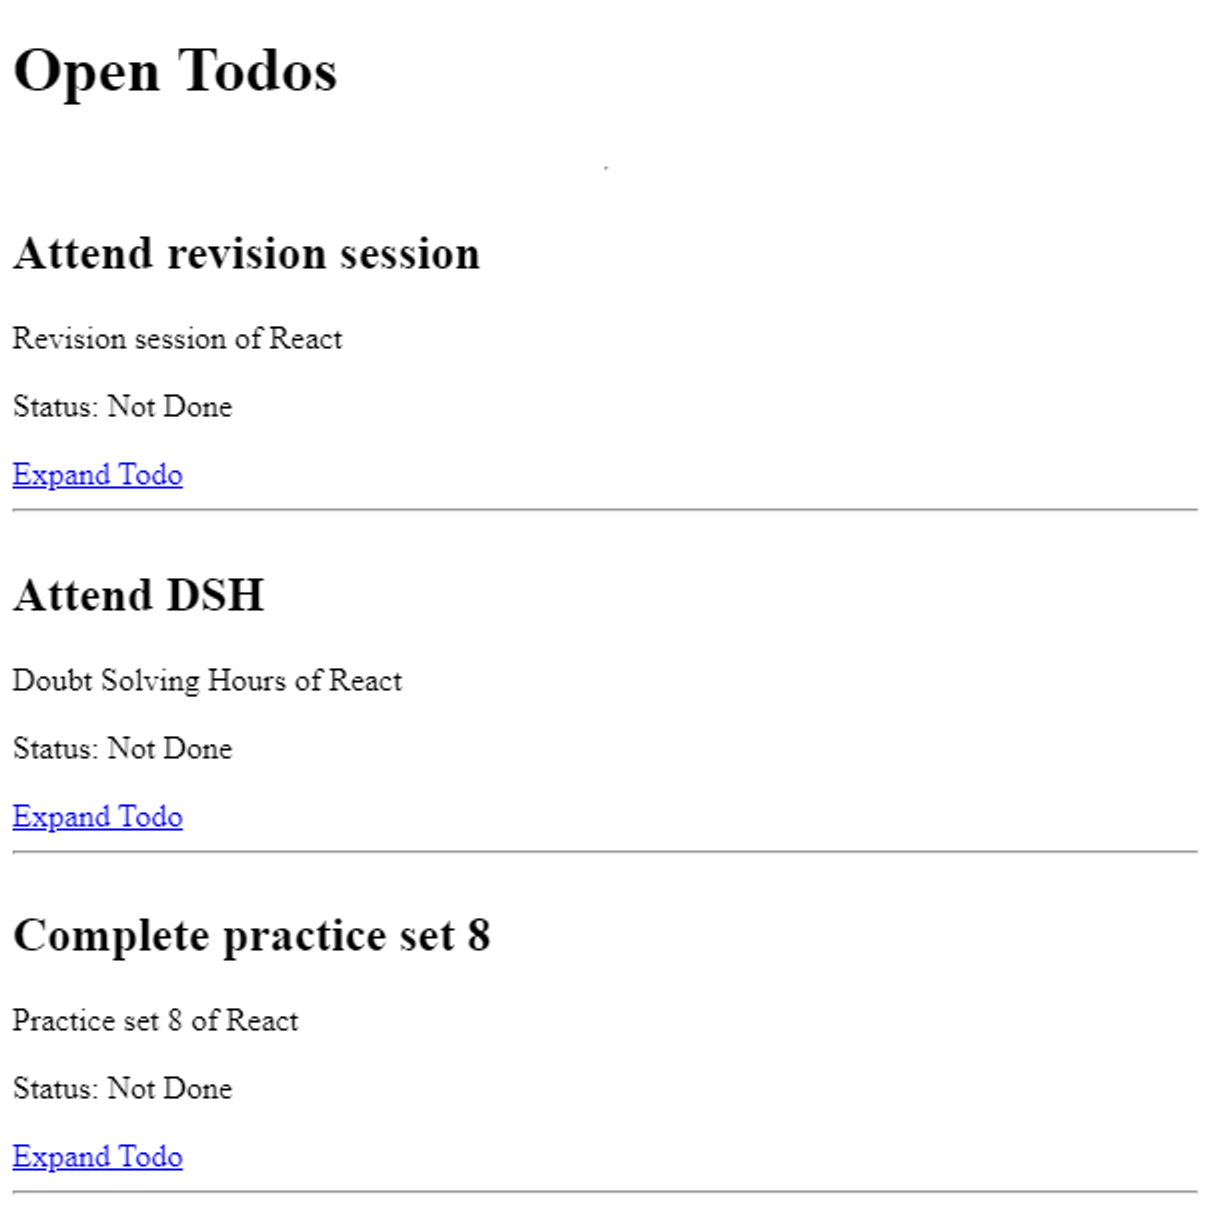 Open Todos
Attend revision session
Revision session of React
Status: Not Done
Expand Todo
Attend DSH
Doubt Solving Hours of React
Status: Not Done
Expand Todo
Complete practice set 8
Practice set 8 of React
Status: Not Done
Expand Todo